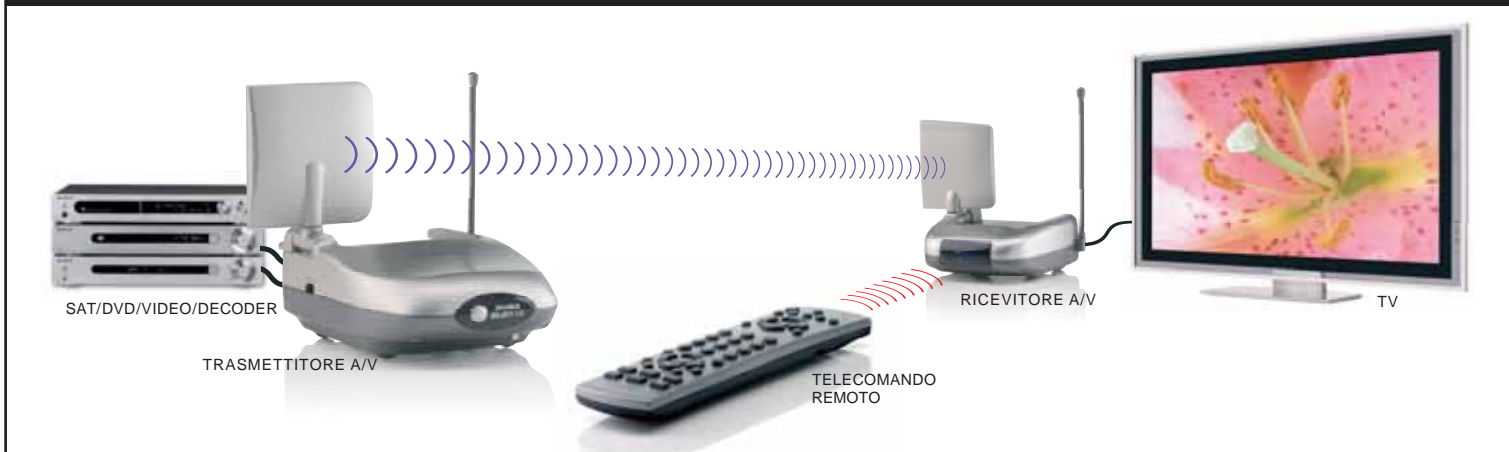 SAT/DVD/VIDEO/DECODER
TRASMETTITORE A/V
TELECOMANDO
REMOTO
RICEVITORE A/V
TV